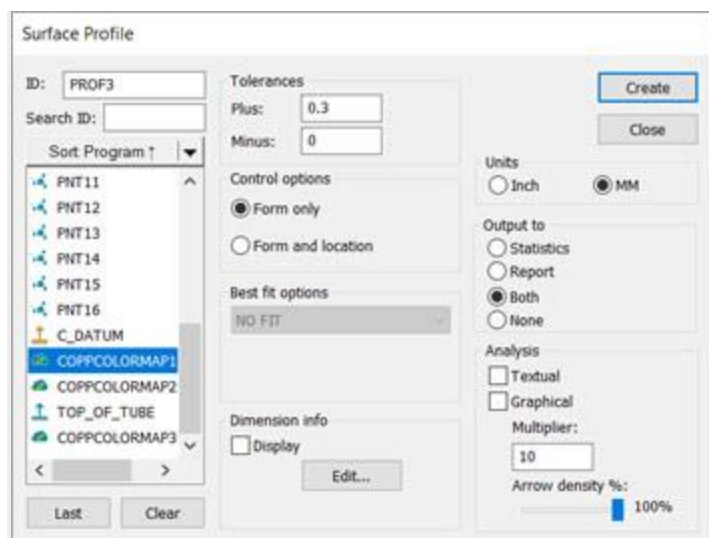 Surface Profile
ID: PROF3
Search ID:
Sort Program ↑
PNT11
PNT12
PNT13
PNT14
PNT15
PNT16
C_DATUM
COPPCOLORMAP1
COPPCOLORMAP2
TOP_OF_TUBE
COPPCOLORMAP3
Last Clear
Tolerances
Plus: 0.3
Minus: 0
Control options
Form only
Form and location
Best fit options
NO FIT
Dimension info
Display
Edit...
Create
Close
Units
Inch MM
Output to
Statistics
Report
Both
None
Analysis
Textual
Graphical
Multiplier:
10
Arrow density %:
100%